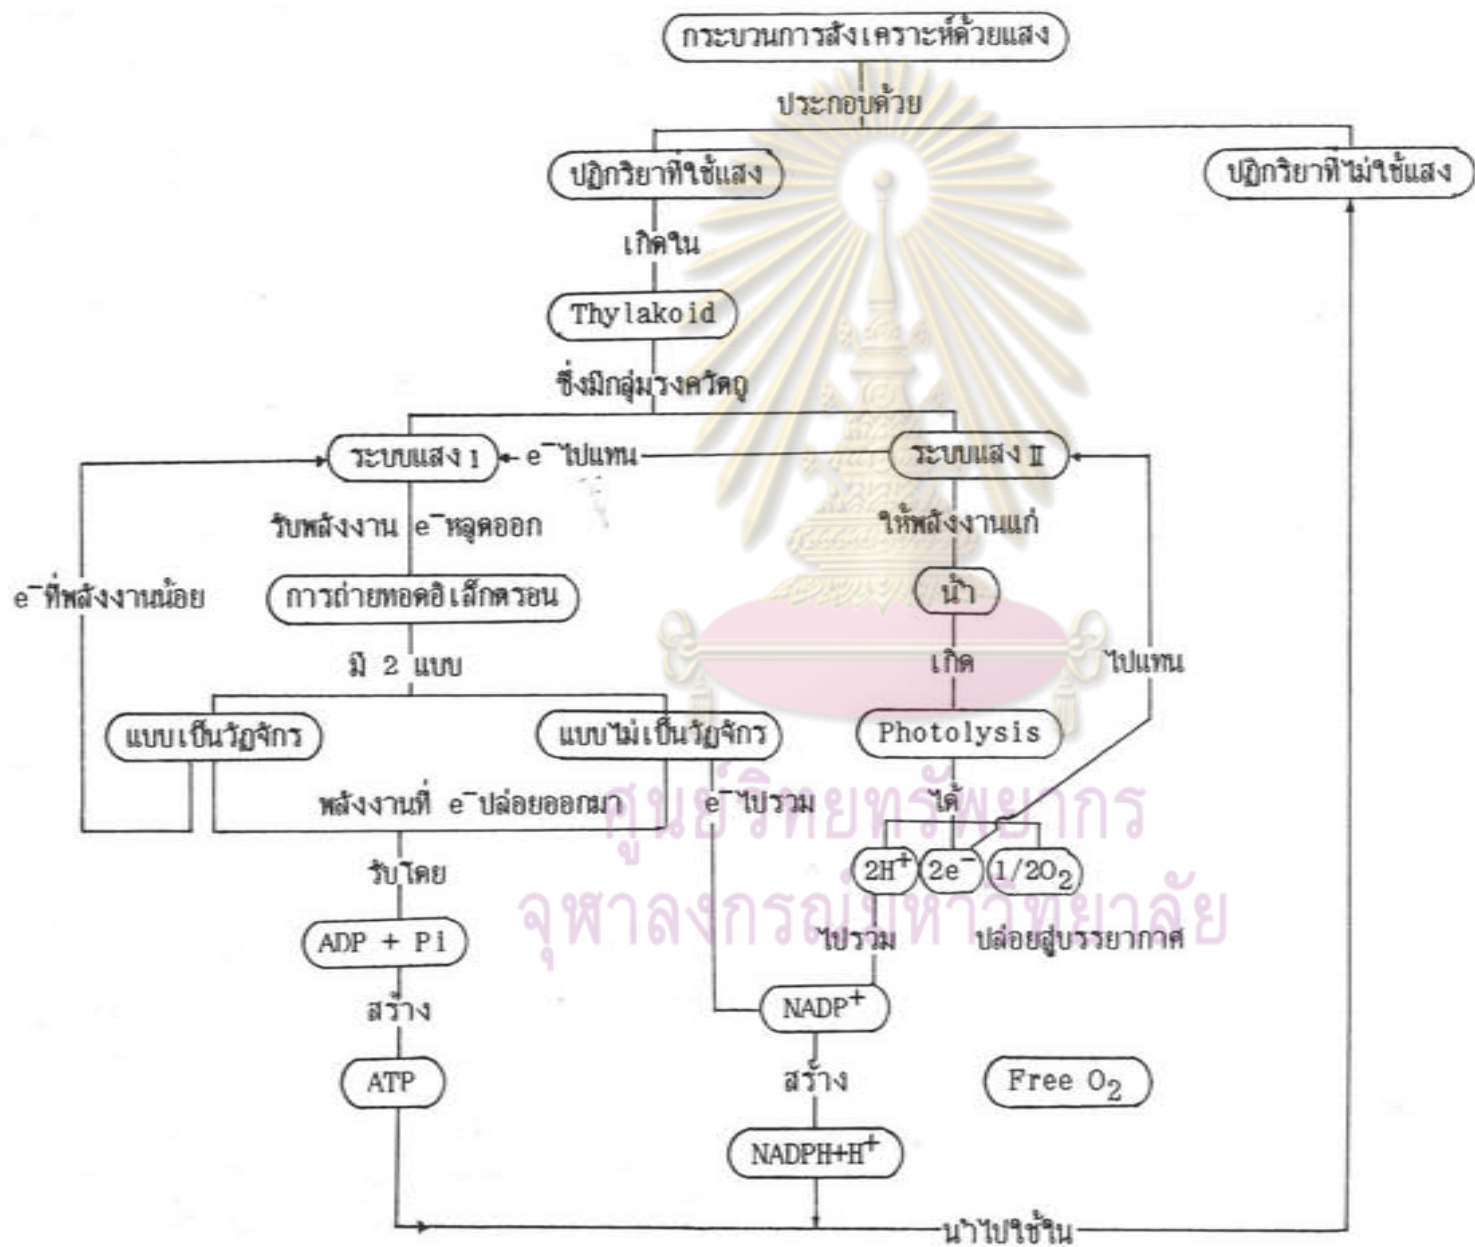 กระบวนการสังเคราะห์ด้วยแสง
ประกอบด้วย
ปฏิกริยาที่ใช้แสง
ปฏิกริยาที่ไม่ใช้แสง
เกิดใน
Thylakoid
ซึ่งมีกลุ่มรงควัตถุ
ระบบแสง I
e⁻ไปแทน
ระบบแสง II
รับพลังงาน e⁻หลุดออก
ให้พลังงานแก่
e⁻ที่พลังงานน้อย
การถ่ายทอดอิเล็กตรอน
น้ำ
มี 2 แบบ
เกิด
ไปแทน
แบบเป็นวัฏจักร
แบบไม่เป็นวัฏจักร
Photolysis
พลังงานที่ e⁻ปล่อยออกมา
e⁻ไปรวม
ได้
ศูนย์วิทยทรัพยากร
รับโดย
2H⁺
2e⁻
1/2O₂
จุฬาลงกรณ์มหาวิทยาลัย
ADP + Pi
ไปรวม
ปล่อยสู่บรรยากาศ
สร้าง
NADP⁺
ATP
สร้าง
Free O₂
NADPH+H⁺
นำไปใช้ใน